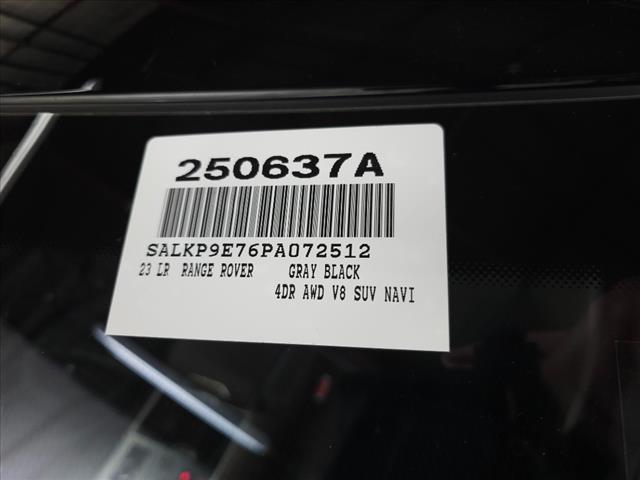 250637A
SALKP9E76PA072512
23 LR RANGE ROVER GRAY BLACK
4DR AWD V8 SUV NAVI